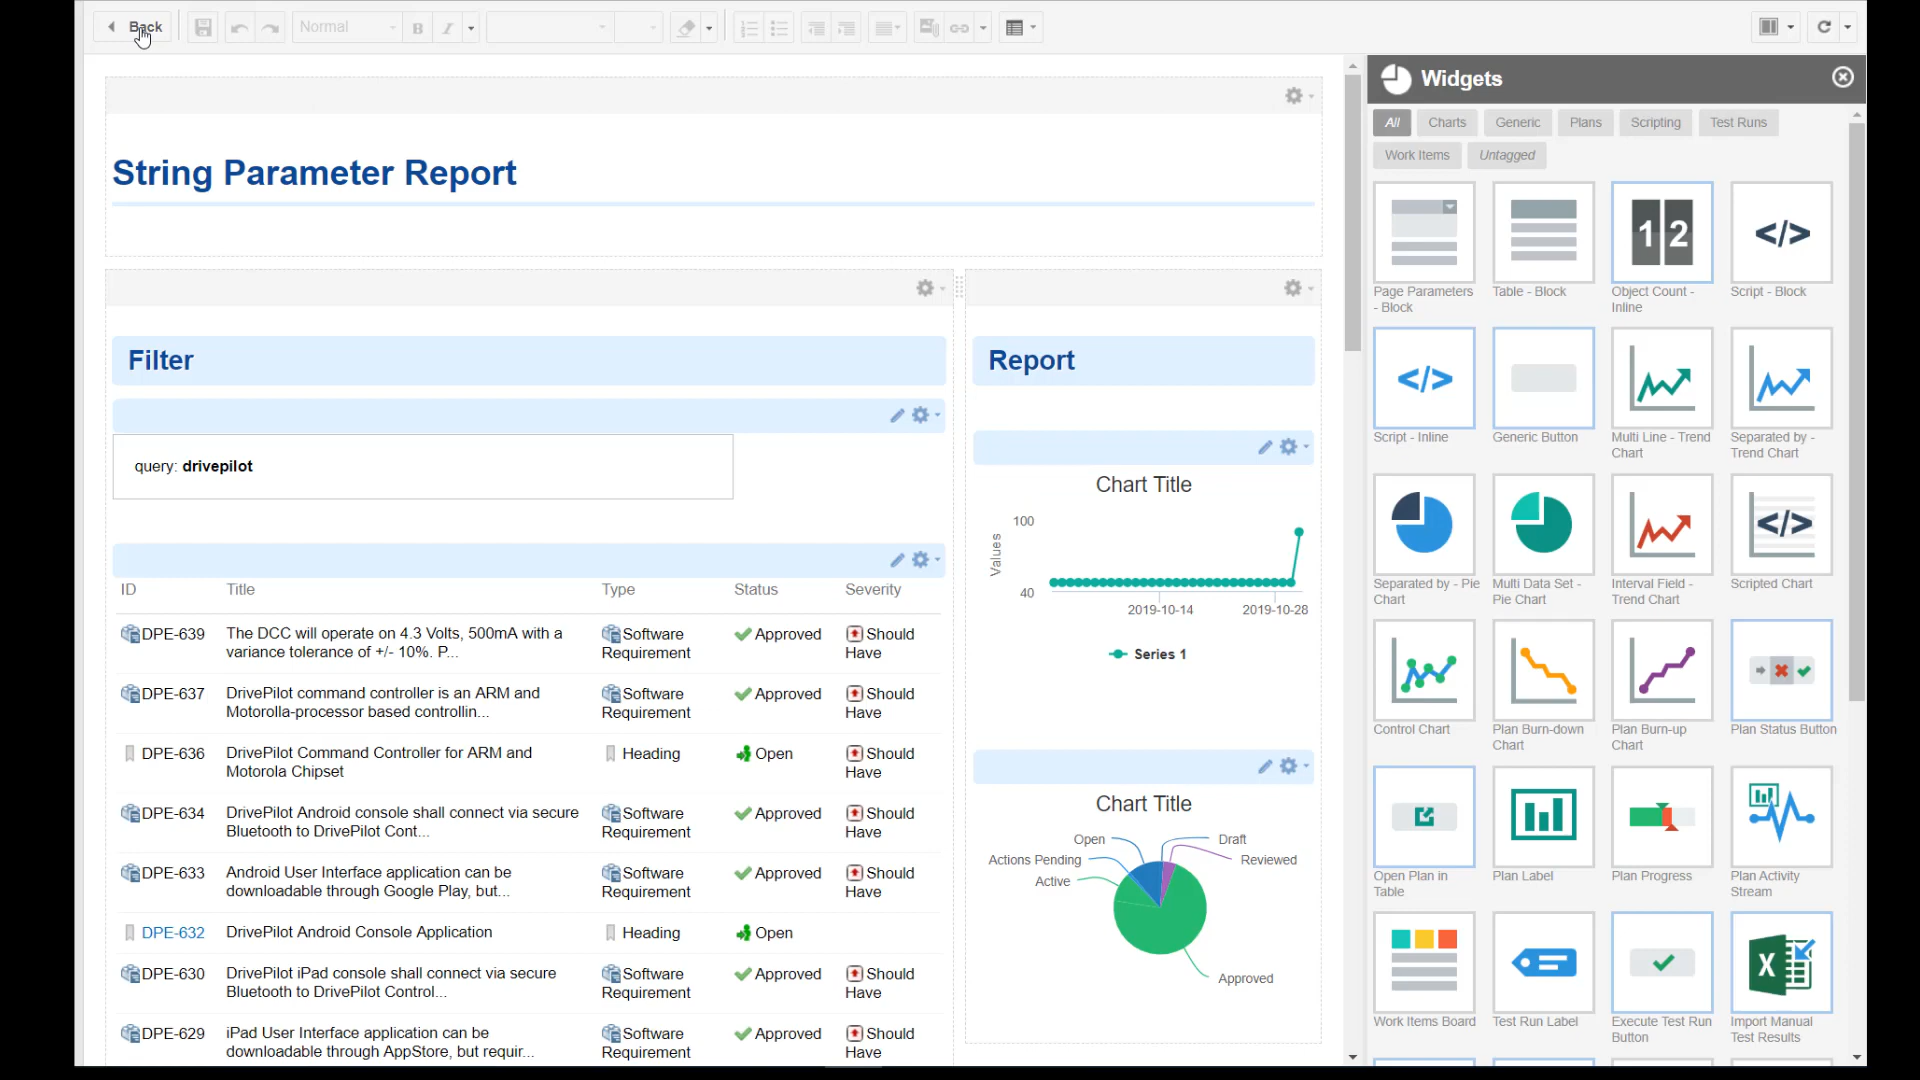 Back
Normal
B
I
Widgets
All
Charts
Generic
Plans
Scripting
Test Runs
Work Items
Untagged
String Parameter Report
Filter
query: drivepilot
ID Title Type Status Severity
DPE-639 The DCC will operate on 4.3 Volts, 500mA with a Software Approved Should
variance tolerance of +/- 10%. P... Requirement Have
DPE-637 DrivePilot command controller is an ARM and Software Approved Should
Motorolla-processor based controllin... Requirement Have
DPE-636 DrivePilot Command Controller for ARM and Heading Open Should
Motorola Chipset Have
DPE-634 DrivePilot Android console shall connect via secure Software Approved Should
Bluetooth to DrivePilot Cont... Requirement Have
DPE-633 Android User Interface application can be Software Approved Should
downloadable through Google Play, but... Requirement Have
DPE-632 DrivePilot Android Console Application Heading Open
DPE-630 DrivePilot iPad console shall connect via secure Software Approved Should
Bluetooth to DrivePilot Control... Requirement Have
DPE-629 iPad User Interface application can be Software Approved Should
downloadable through AppStore, but requir... Requirement Have
Report
Chart Title
Values
100
40
2019-10-14 2019-10-28
Series 1
Chart Title
Open
Draft
Actions Pending
Reviewed
Active
Approved
1 2
</>
Page Parameters
- Block
Table - Block
Object Count -
Inline
Script - Block
</>
Script - Inline
Generic Button
Multi Line - Trend
Chart
Separated by -
Trend Chart
</>
Separated by - Pie
Chart
Multi Data Set -
Pie Chart
Interval Field -
Trend Chart
Scripted Chart
Control Chart
Plan Burn-down
Chart
Plan Burn-up
Chart
Plan Status Button
Open Plan in
Table
Plan Label
Plan Progress
Plan Activity
Stream
X
Work Items Board
Test Run Label
Execute Test Run
Button
Import Manual
Test Results